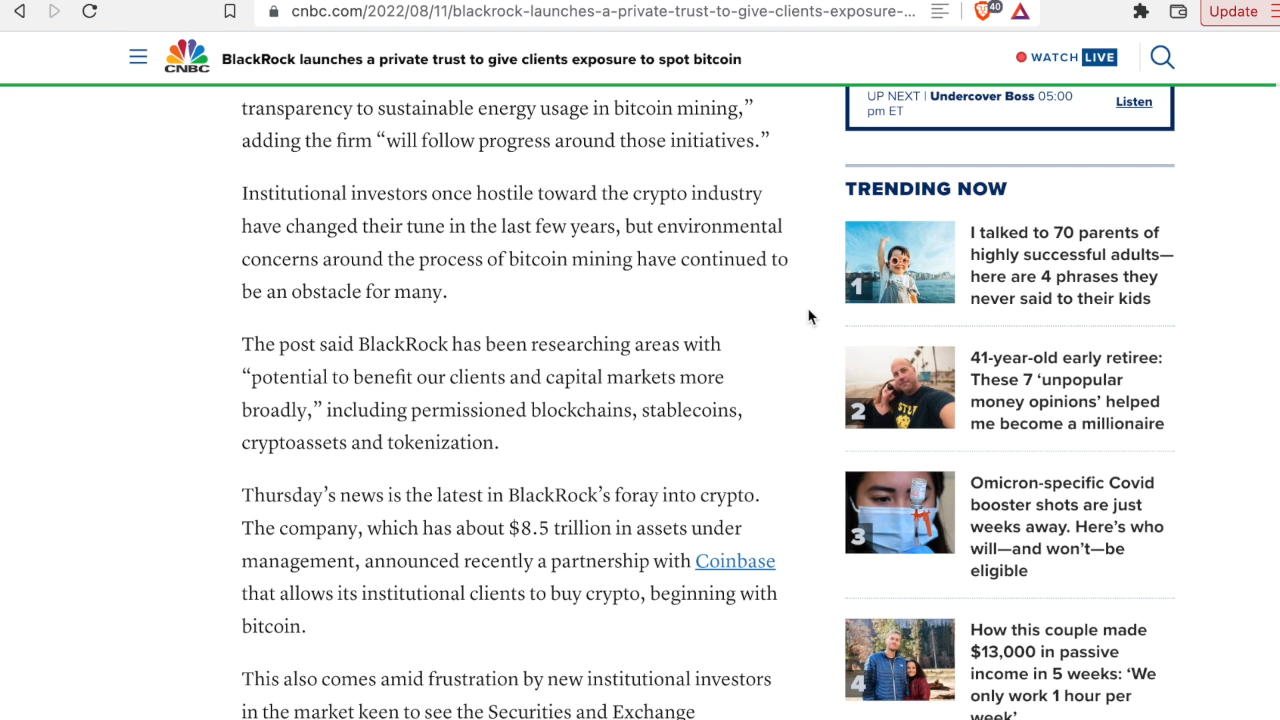 cnbc.com/2022/08/11/blackrock-launches-a-private-trust-to-give-clients-exposure-...
40
Update
CNBC
BlackRock launches a private trust to give clients exposure to spot bitcoin
WATCH LIVE
transparency to sustainable energy usage in bitcoin mining,”
adding the firm “will follow progress around those initiatives.”
Institutional investors once hostile toward the crypto industry
have changed their tune in the last few years, but environmental
concerns around the process of bitcoin mining have continued to
be an obstacle for many.
The post said BlackRock has been researching areas with
“potential to benefit our clients and capital markets more
broadly,” including permissioned blockchains, stablecoins,
cryptoassets and tokenization.
Thursday’s news is the latest in BlackRock’s foray into crypto.
The company, which has about $8.5 trillion in assets under
management, announced recently a partnership with Coinbase
that allows its institutional clients to buy crypto, beginning with
bitcoin.
This also comes amid frustration by new institutional investors
in the market keen to see the Securities and Exchange
UP NEXT | Undercover Boss 05:00
pm ET
Listen
TRENDING NOW
1
I talked to 70 parents of
highly successful adults—
here are 4 phrases they
never said to their kids
2
41-year-old early retiree:
These 7 ‘unpopular
money opinions’ helped
me become a millionaire
3
Omicron-specific Covid
booster shots are just
weeks away. Here’s who
will—and won’t—be
eligible
4
How this couple made
$13,000 in passive
income in 5 weeks: ‘We
only work 1 hour per
week’